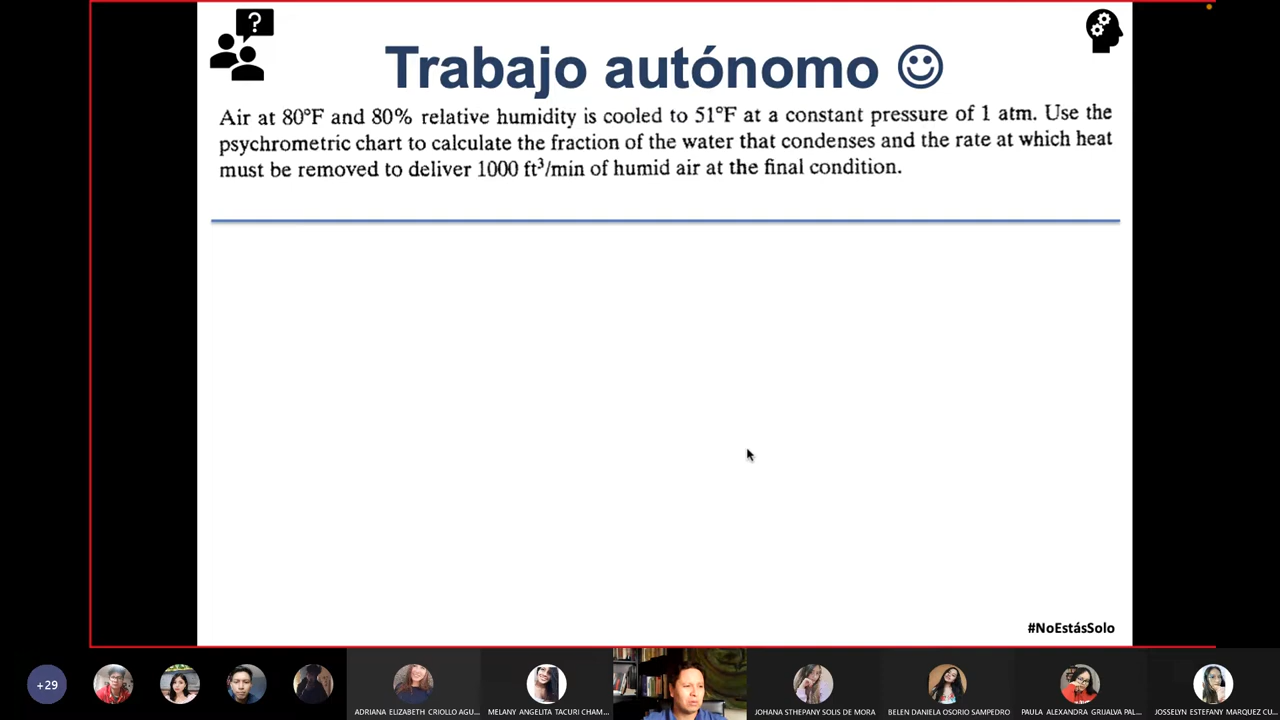 ?
Trabajo autónomo ☺
Air at 80°F and 80% relative humidity is cooled to 51°F at a constant pressure of 1 atm. Use the
psychrometric chart to calculate the fraction of the water that condenses and the rate at which heat
must be removed to deliver 1000 ft³/min of humid air at the final condition.
#NoEstásSolo
+29
ADRIANA ELIZABETH CRIOLLO AGU...
MELANY ANGELITA TACURI CHAM...
JOHANA STHEPANY SOLIS DE MORA
BELEN DANIELA OSORIO SAMPEDRO
PAULA ALEXANDRA GRIJALVA PAL...
JOSSELYN ESTEFANY MARQUEZ CU...